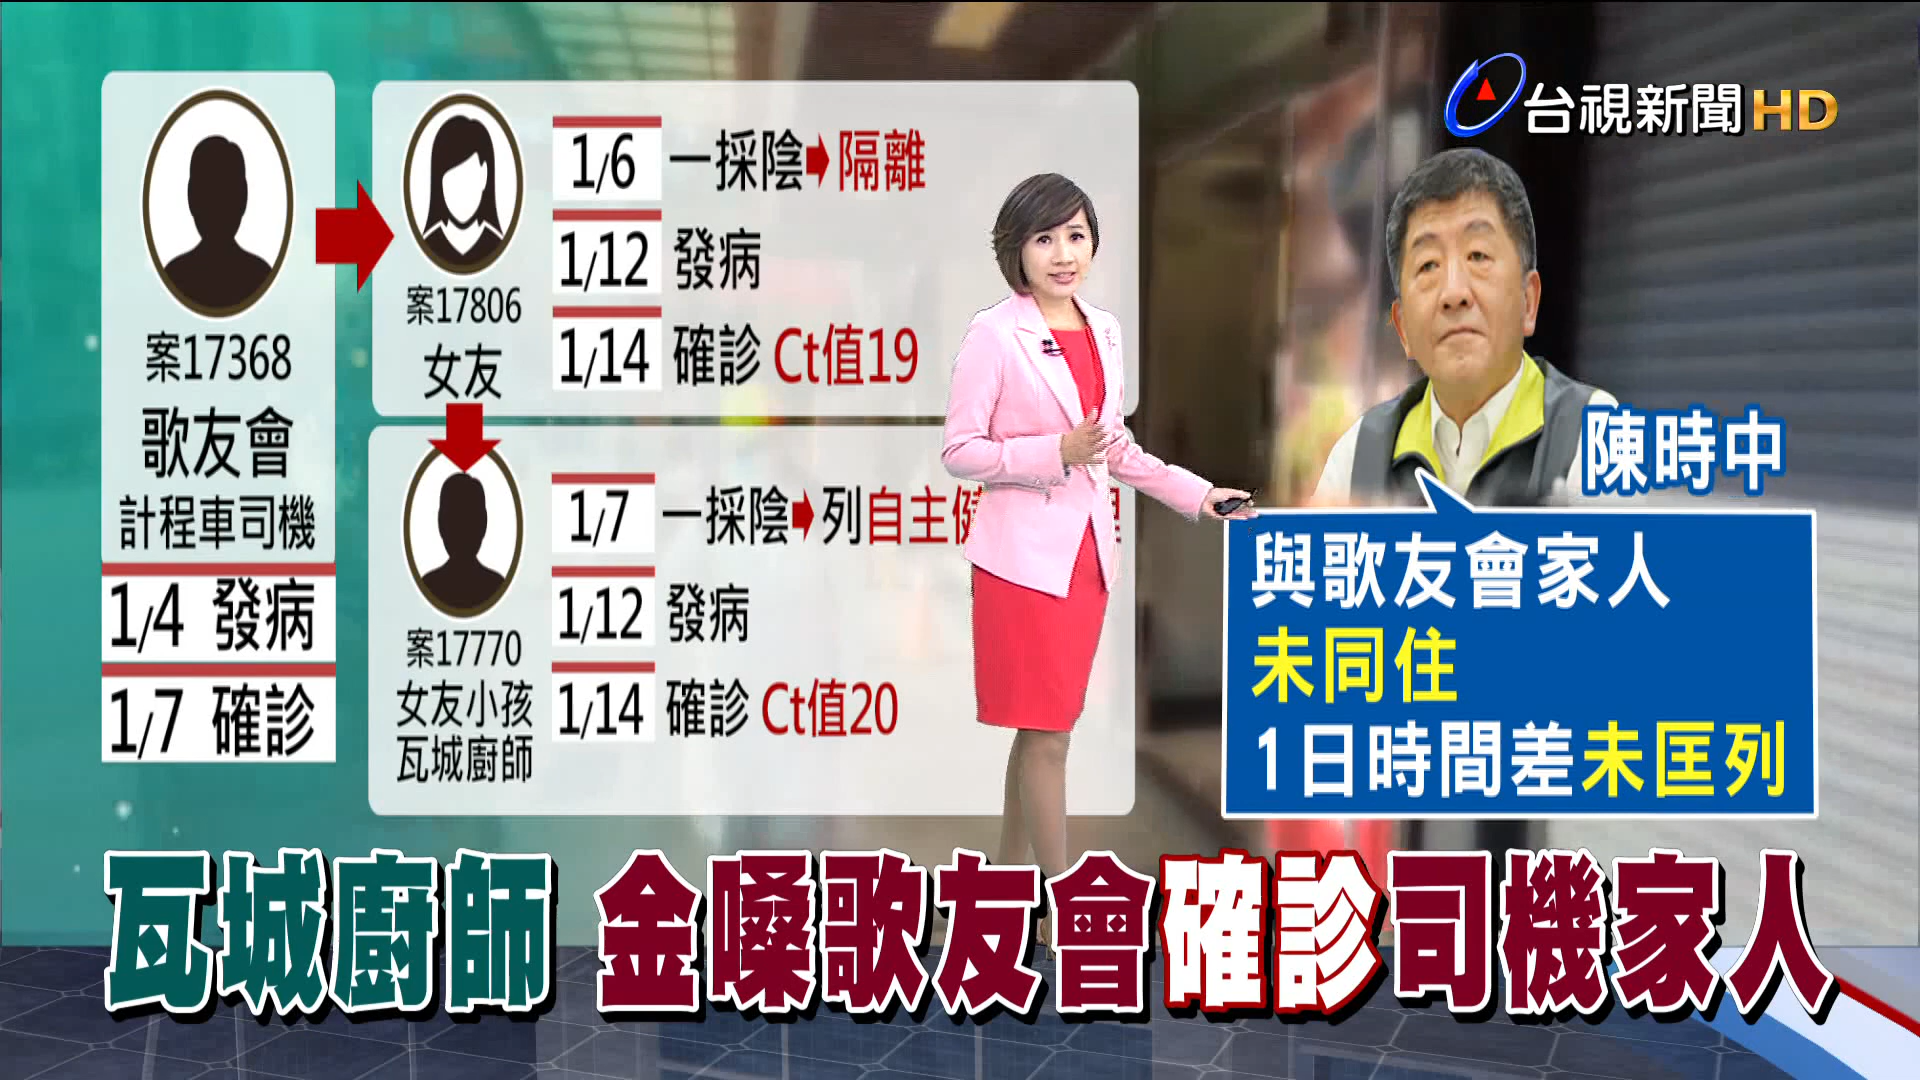 台視新聞HD
案17368
歌友會
計程車司機
1/4 發病
1/7 確診
案17806
女友
1/6 一採陰 隔離
1/12 發病
1/14 確診 Ct值19
案17770
女友小孩
瓦城廚師
1/7 一採陰 列自主
1/12 發病
1/14 確診 Ct值20
陳時中
與歌友會家人
未同住
1日時間差未匡列
瓦城廚師 金嗓歌友會確診司機家人